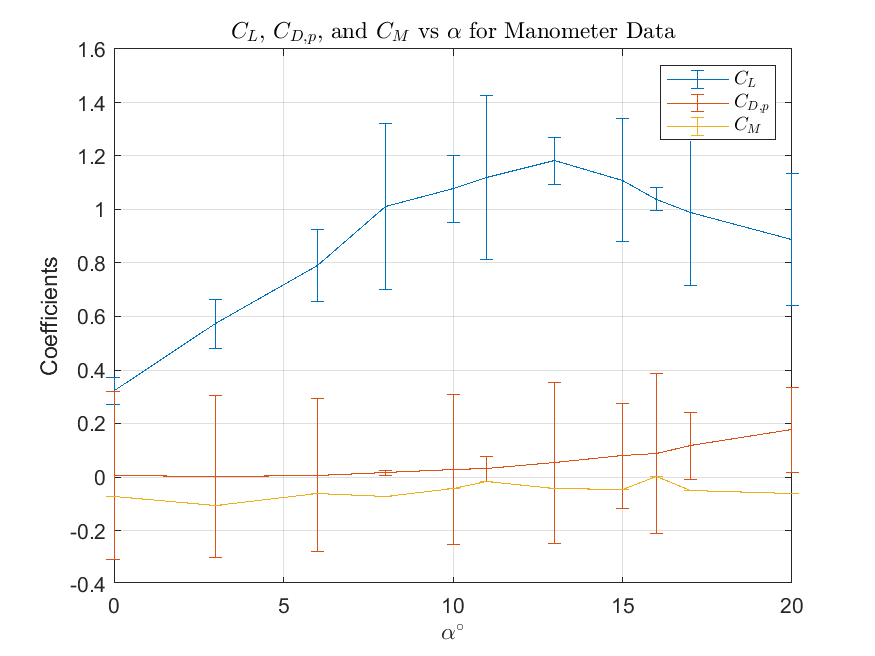 C_L, C_{D,p}, and C_M vs α for Manometer Data
C_L
C_{D,p}
C_M
Coefficients
1.6
1.4
1.2
1
0.8
0.6
0.4
0.2
0
-0.2
-0.4
0 5 10 15 20
α°